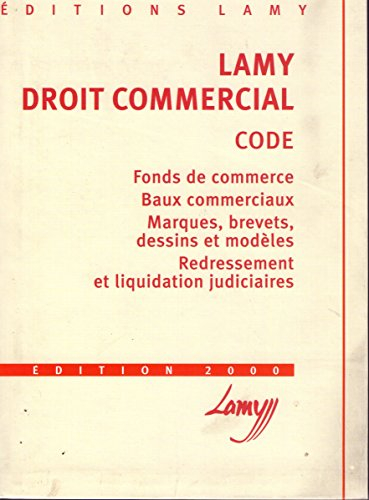 ÉDITIONS LAMY
LAMY
DROIT COMMERCIAL
CODE
Fonds de commerce
Baux commerciaux
Marques, brevets,
dessins et modèles
Redressement
et liquidation judiciaires
ÉDITION 2000
Lamy